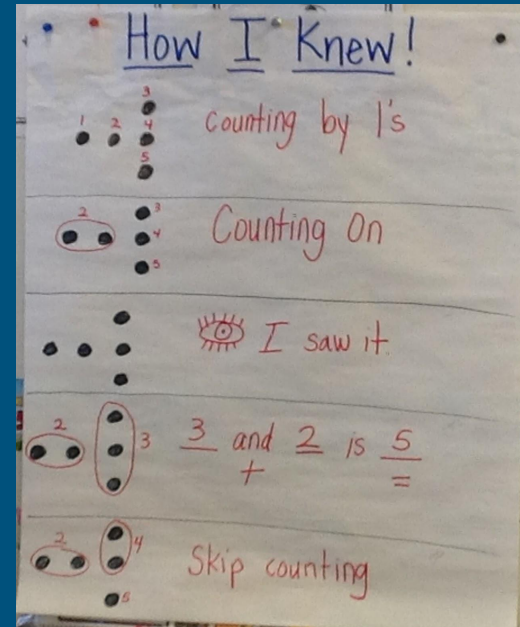 How I Knew!
3
1 2 4
5
Counting by 1's
2
3
4
5
Counting On
I saw it.
2
3
3 and 2 is 5
+ =
2
4
5
Skip counting